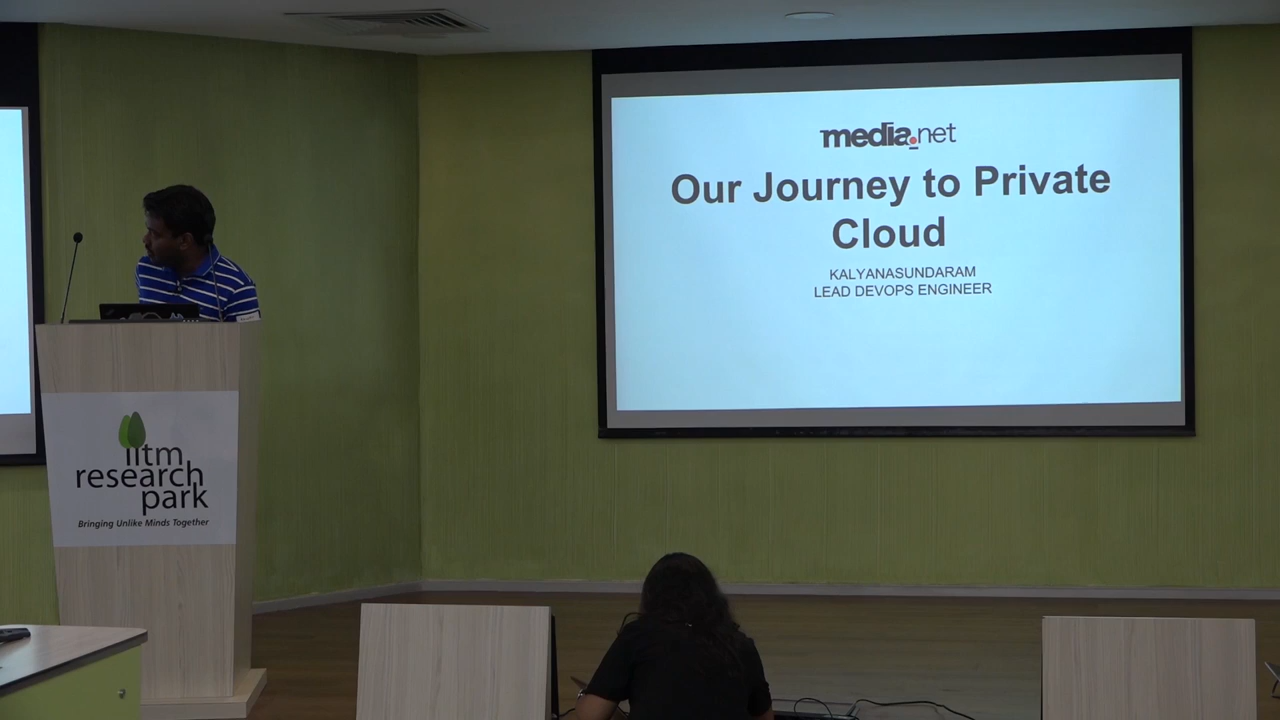 media.net
Our Journey to Private
Cloud
KALYANASUNDARAM
LEAD DEVOPS ENGINEER
iitm
research
park
Bringing Unlike Minds Together